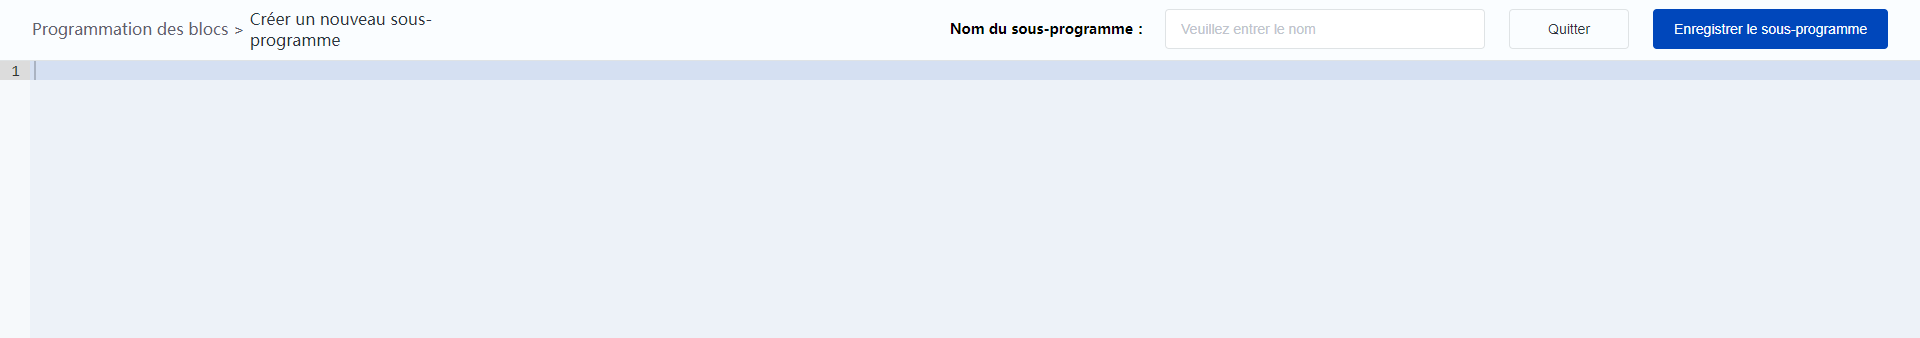 Programmation des blocs > Créer un nouveau sous-
programme
Nom du sous-programme :
Veuillez entrer le nom
Quitter
Enregistrer le sous-programme
1